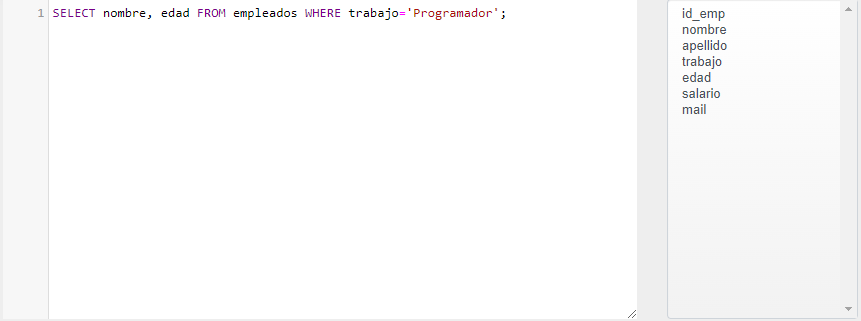 1 SELECT nombre, edad FROM empleados WHERE trabajo='Programador';
id_emp
nombre
apellido
trabajo
edad
salario
mail